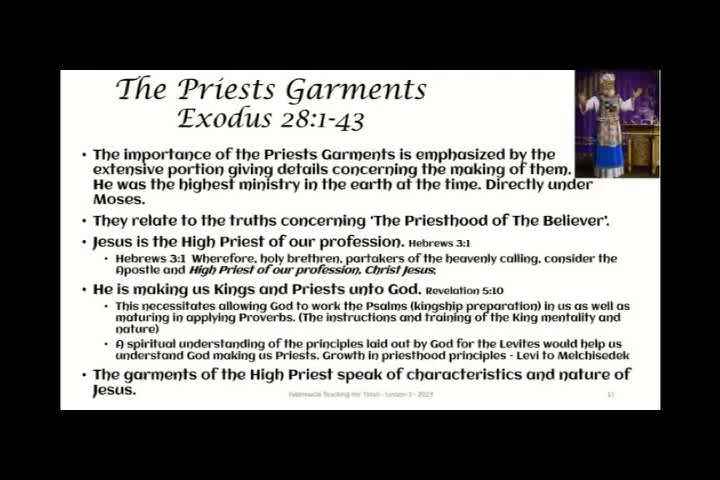 The Priests Garments
Exodus 28:1-43
• The importance of the Priests Garments is emphasized by the
extensive portion giving details concerning the making of them.
He was the highest ministry in the earth at the time. Directly under
Moses.
• They relate to the truths concerning ‘The Priesthood of The Believer’.
• Jesus is the High Priest of our profession. Hebrews 3:1
• Hebrews 3:1 Wherefore, holy brethren, partakers of the heavenly calling, consider the
Apostle and High Priest of our profession, Christ Jesus;
• He is making us Kings and Priests unto God. Revelation 5:10
• This necessitates allowing God to work the Psalms (kingship preparation) in us as well as
maturing in applying Proverbs. (The instructions and training of the King mentality and
nature)
• A spiritual understanding of the principles laid out by God for the Levites would help us
understand God making us Priests. Growth in priesthood principles - Levi to Melchisedek
• The garments of the High Priest speak of characteristics and nature of
Jesus.
Tabernacle Teaching - Lesson 3 - 2023
11